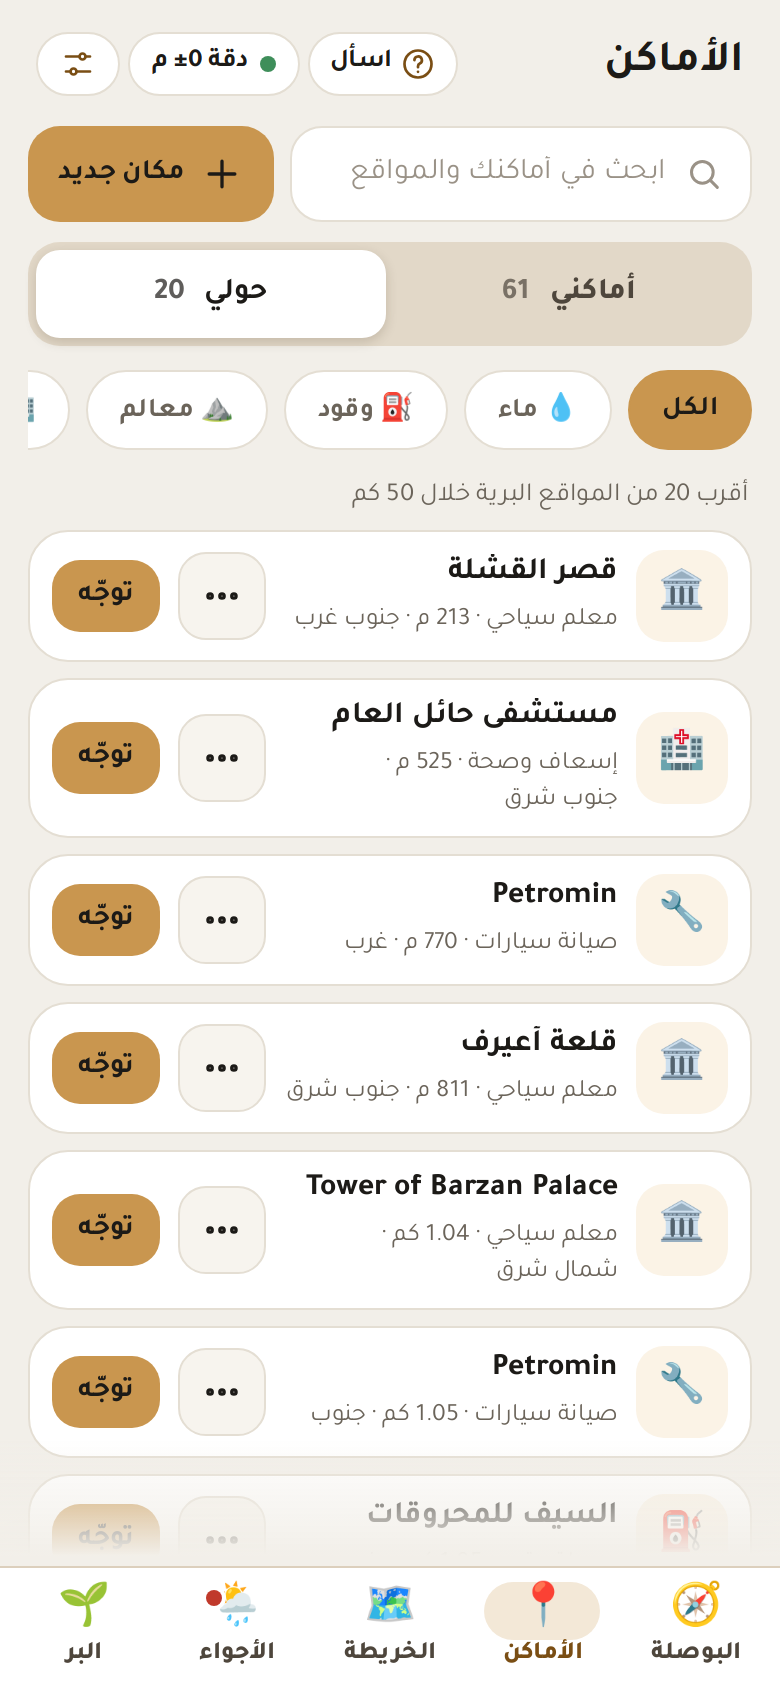 الأماكن
اسأل
دقة ±0 م
ابحث في أماكنك والمواقع
مكان جديد
أماكني 61
حولي 20
الكل
ماء
وقود
معالم
أقرب 20 من المواقع البرية خلال 50 كم
قصر القشلة
معلم سياحي · 213 م · جنوب غرب
توجّه
مستشفى حائل العام
إسعاف وصحة · 525 م ·
جنوب شرق
توجّه
Petromin
صيانة سيارات · 770 م · غرب
توجّه
قلعة أعيرف
معلم سياحي · 811 م · جنوب شرق
توجّه
Tower of Barzan Palace
معلم سياحي · 1.04 كم ·
شمال شرق
توجّه
Petromin
صيانة سيارات · 1.05 كم · جنوب
توجّه
السيف للمحروقات
توجّه
البوصلة
الأماكن
الخريطة
الأجواء
البر